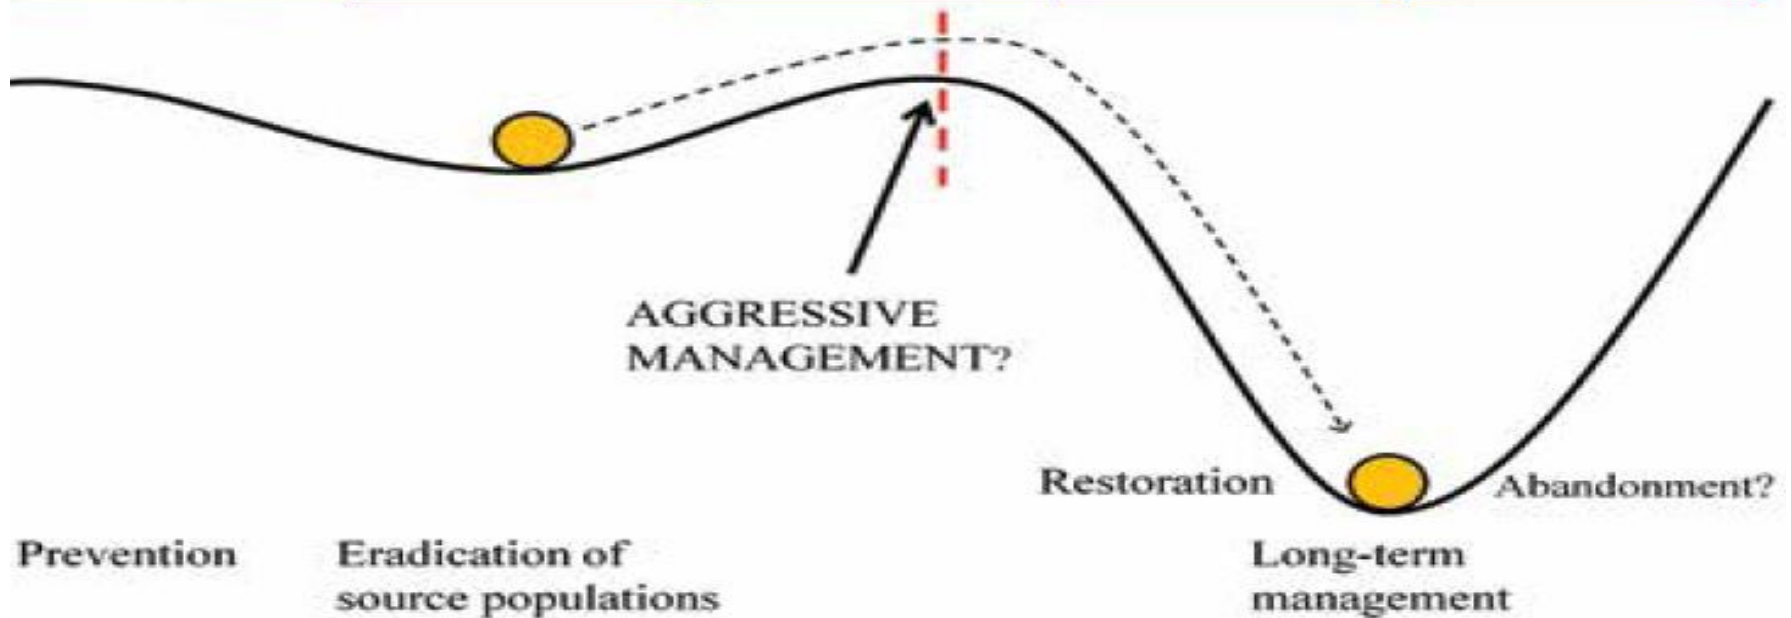 AGGRESSIVE
MANAGEMENT?
Restoration
Abandonment?
Prevention
Eradication of
source populations
Long-term
management